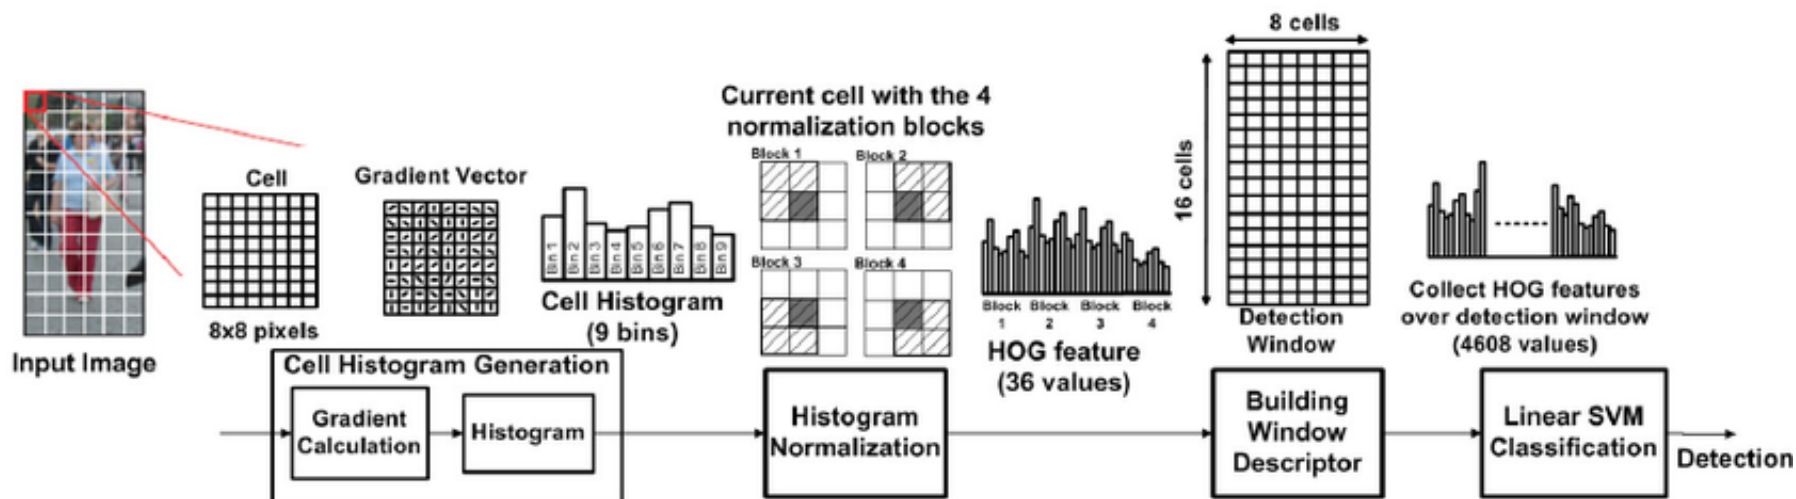 Input Image
Cell
8x8 pixels
Gradient Vector
Bin 1
Bin 2
Bin 3
Bin 4
Bin 5
Bin 6
Bin 7
Bin 8
Bin 9
Cell Histogram
(9 bins)
Current cell with the 4
normalization blocks
Block 1
Block 2
Block 3
Block 4
Block
1
Block
2
Block
3
Block
4
HOG feature
(36 values)
8 cells
16 cells
Detection
Window
Collect HOG features
over detection window
(4608 values)
Cell Histogram Generation
Gradient
Calculation
Histogram
Histogram
Normalization
Building
Window
Descriptor
Linear SVM
Classification
Detection